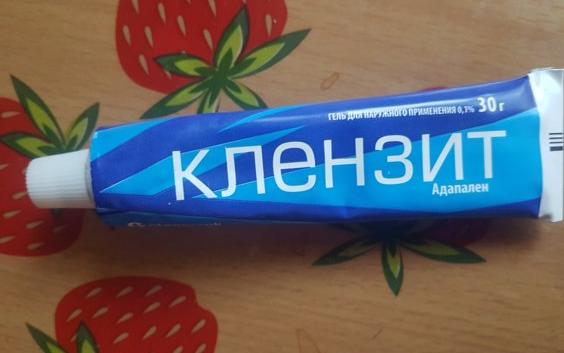 ГЕЛЬ ДЛЯ НАРУЖНОГО ПРИМЕНЕНИЯ 0,1% 30 г
КЛЕНЗИТ
Адапален